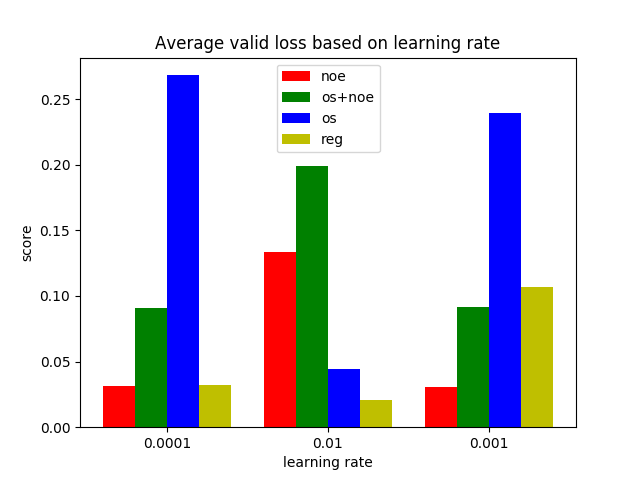 Average valid loss based on learning rate
noe
os+noe
os
reg
score
0.25
0.20
0.15
0.10
0.05
0.00
0.0001
0.01
0.001
learning rate